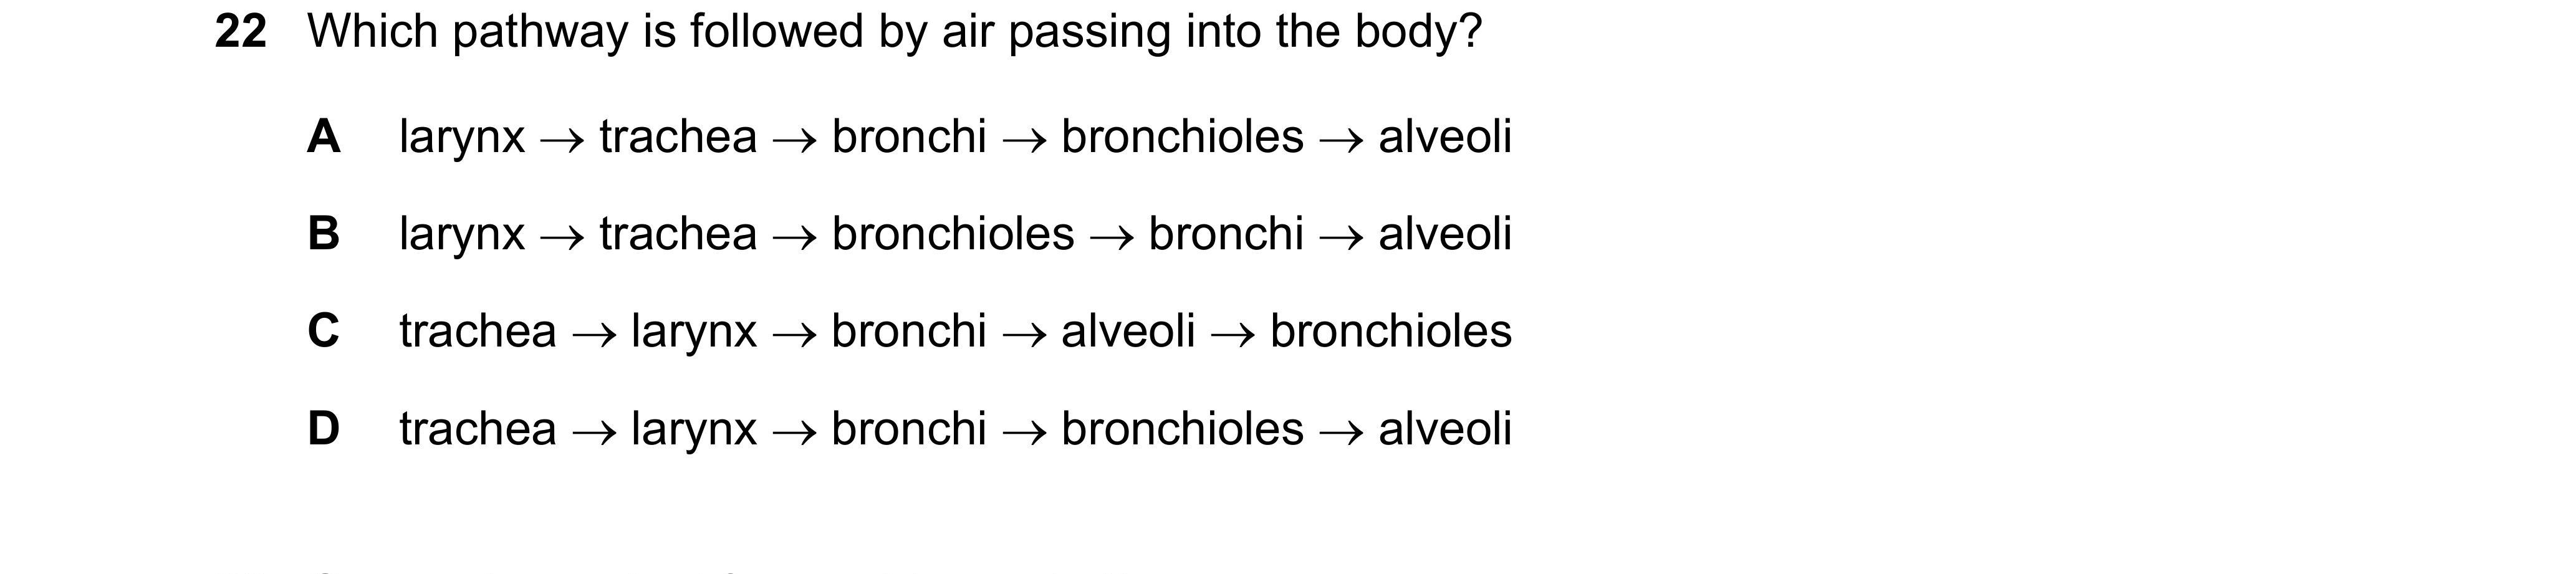 22 Which pathway is followed by air passing into the body?
A larynx → trachea → bronchi → bronchioles → alveoli
B larynx → trachea → bronchioles → bronchi → alveoli
C trachea → larynx → bronchi → alveoli → bronchioles
D trachea → larynx → bronchi → bronchioles → alveoli